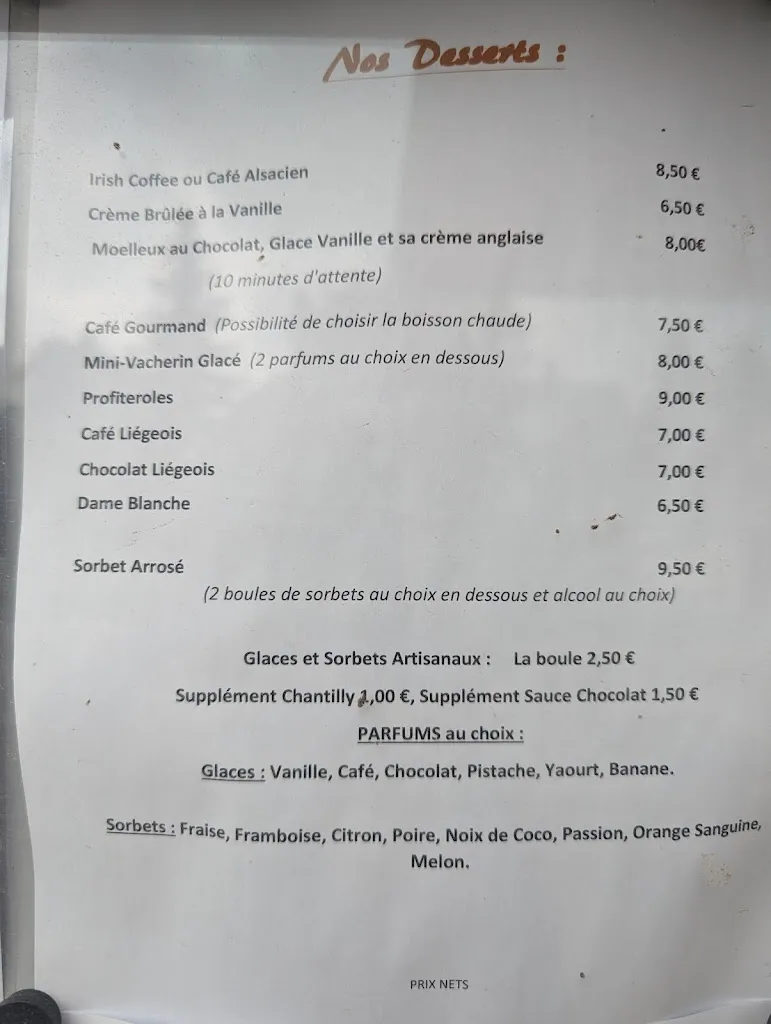 Nos Desserts :
Irish Coffee ou Café Alsacien 8,50 €
Crème Brûlée à la Vanille 6,50 €
Moelleux au Chocolat, Glace Vanille et sa crème anglaise 8,00€
(10 minutes d'attente)
Café Gourmand (Possibilité de choisir la boisson chaude) 7,50 €
Mini-Vacherin Glacé (2 parfums au choix en dessous) 8,00 €
Profiteroles 9,00 €
Café Liégeois 7,00 €
Chocolat Liégeois 7,00 €
Dame Blanche 6,50 €
Sorbet Arrosé 9,50 €
(2 boules de sorbets au choix en dessous et alcool au choix)
Glaces et Sorbets Artisanaux : La boule 2,50 €
Supplément Chantilly 1,00 €, Supplément Sauce Chocolat 1,50 €
PARFUMS au choix :
Glaces : Vanille, Café, Chocolat, Pistache, Yaourt, Banane.
Sorbets : Fraise, Framboise, Citron, Poire, Noix de Coco, Passion, Orange Sanguine,
Melon.
PRIX NETS